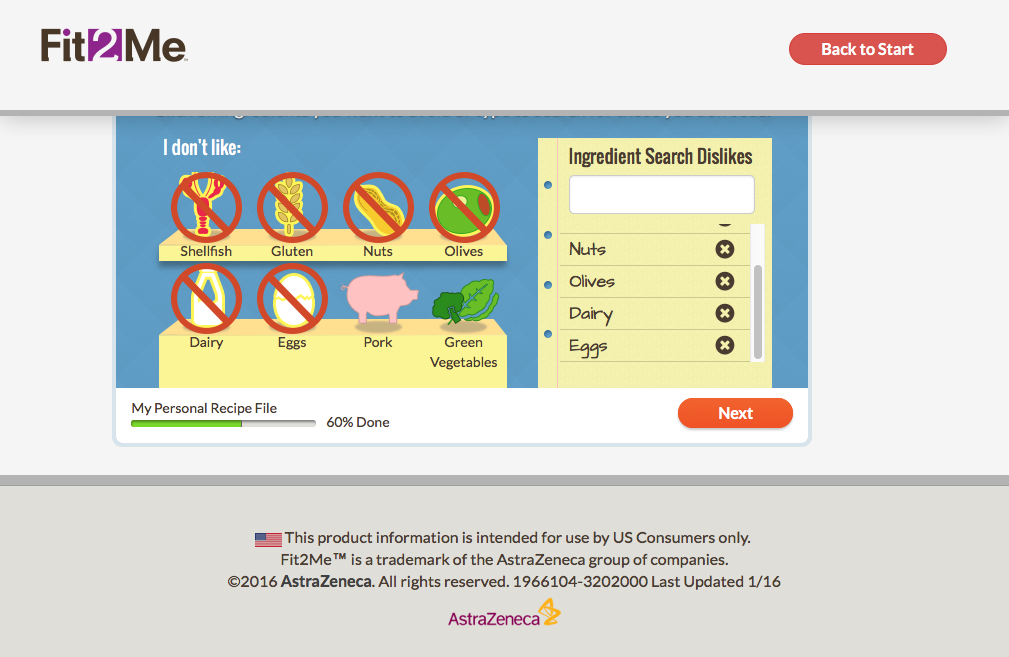 Fit2Me
Back to Start
I don't like:
Shellfish
Gluten
Nuts
Olives
Dairy
Eggs
Pork
Green
Vegetables
Ingredient Search Dislikes
Nuts
Olives
Dairy
Eggs
My Personal Recipe File
60% Done
Next
This product information is intended for use by US Consumers only.
Fit2Me™ is a trademark of the AstraZeneca group of companies.
©2016 AstraZeneca. All rights reserved. 1966104-3202000 Last Updated 1/16
AstraZeneca